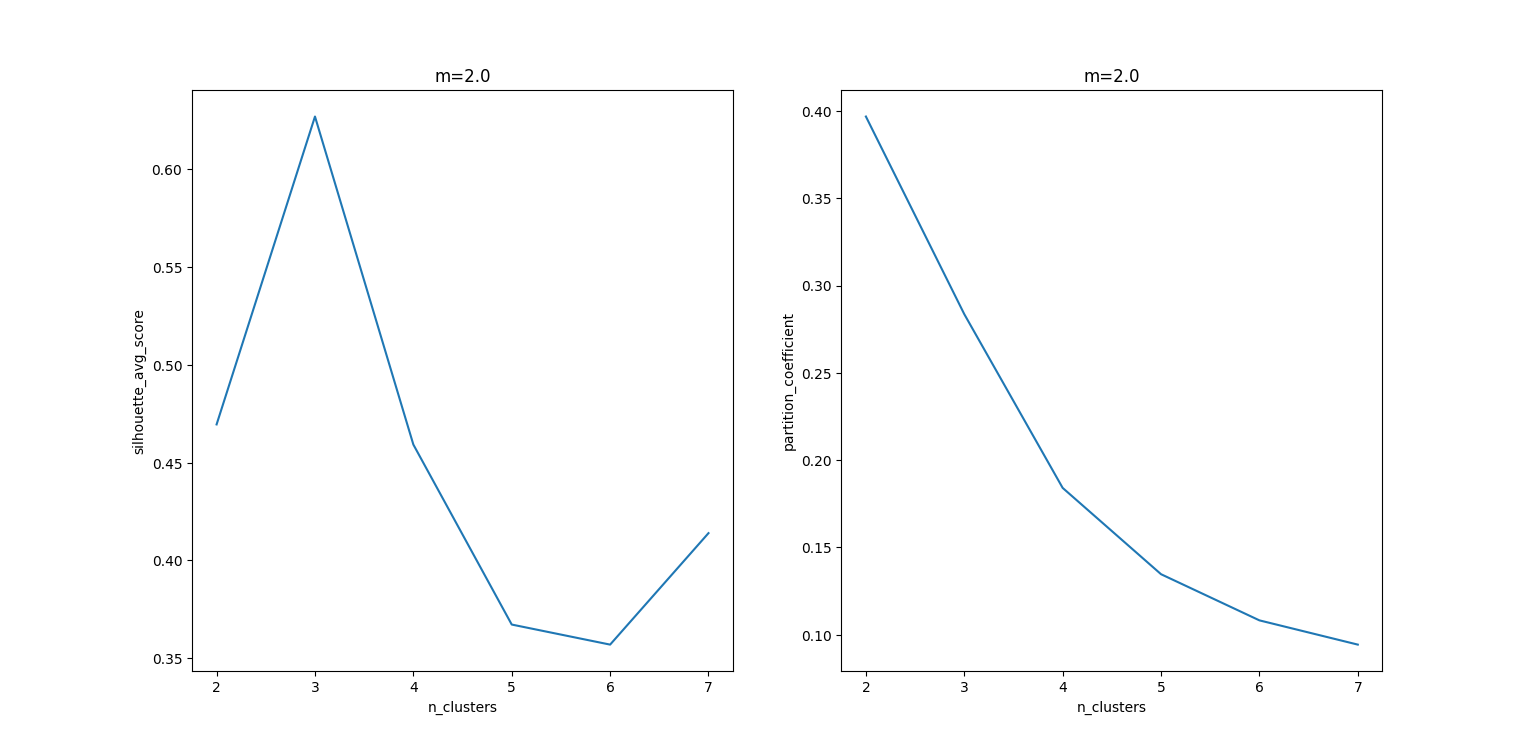 m=2.0
silhouette_avg_score
0.60
0.55
0.50
0.45
0.40
0.35
2 3 4 5 6 7
n_clusters
m=2.0
partition_coefficient
0.40
0.35
0.30
0.25
0.20
0.15
0.10
2 3 4 5 6 7
n_clusters